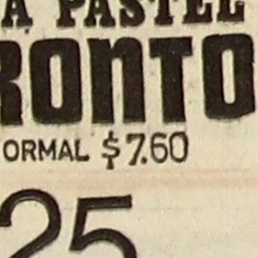 A PASTEL
RONTO
ORMAL $7.60
25